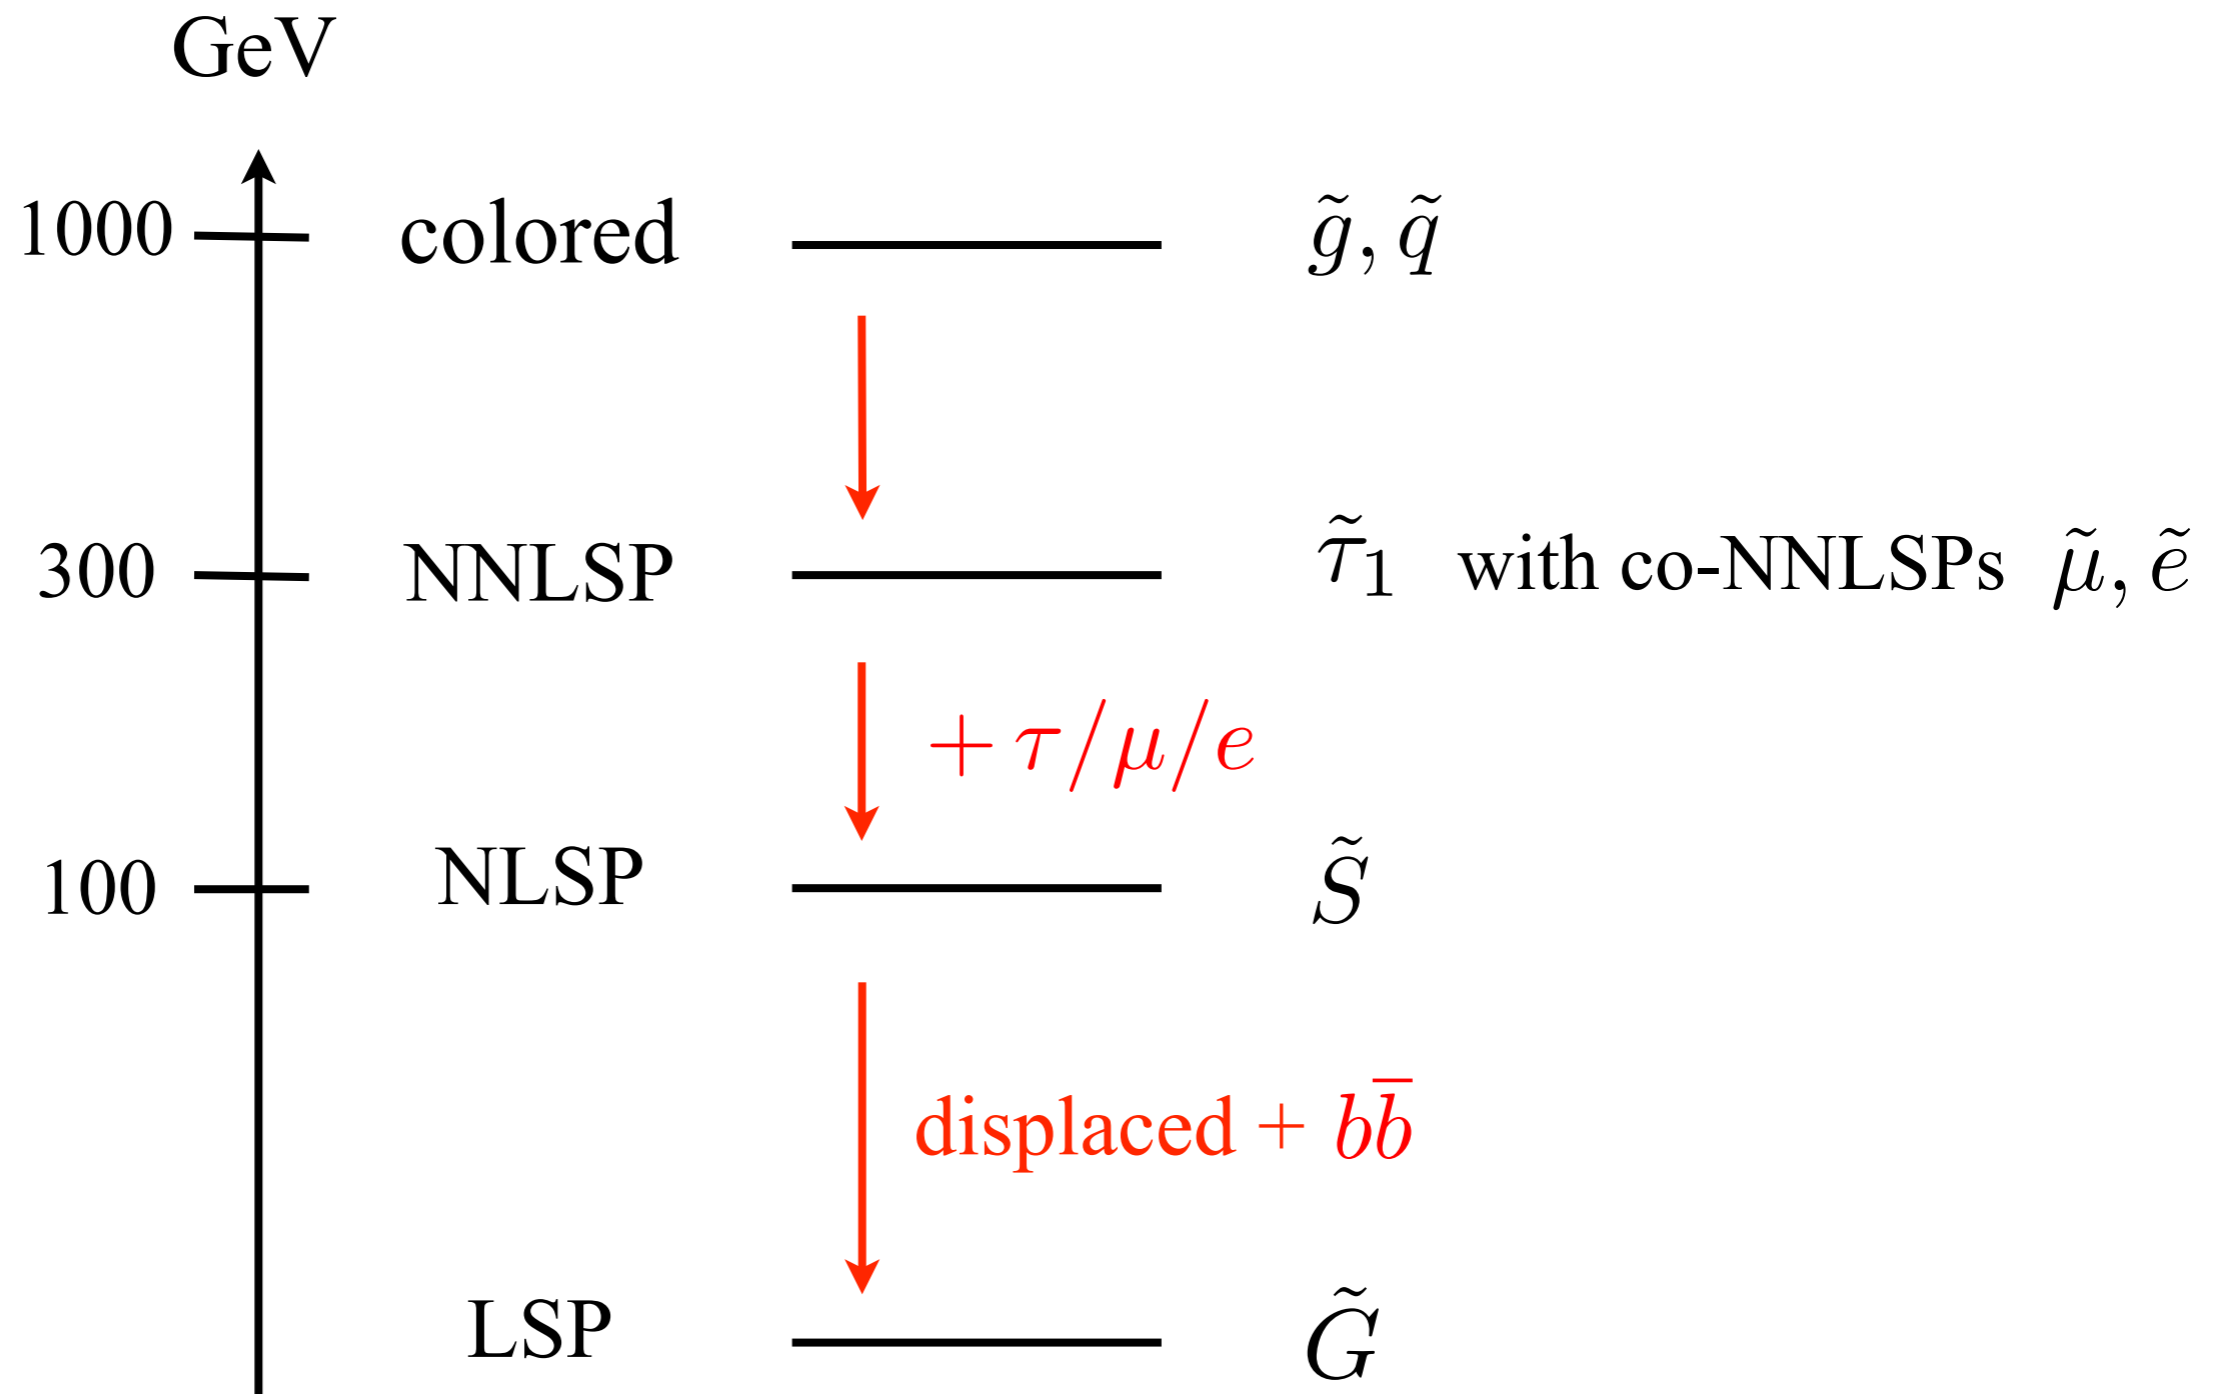 GeV
1000 colored g̃, q̃
300 NNLSP τ̃₁ with co-NNLSPs μ̃, ẽ
+ τ/μ/e
100 NLSP S̃
displaced + bb̅
LSP G̃